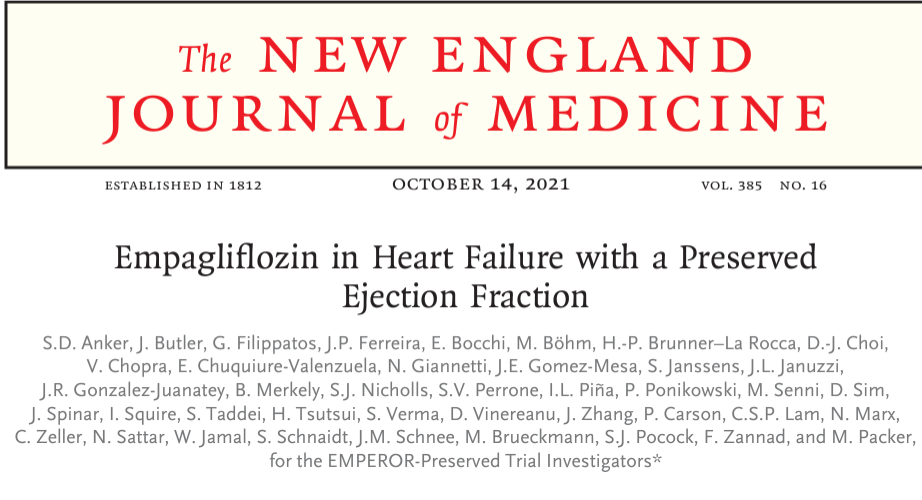 The NEW ENGLAND
JOURNAL of MEDICINE
ESTABLISHED IN 1812 OCTOBER 14, 2021 VOL. 385 NO. 16
Empagliflozin in Heart Failure with a Preserved
Ejection Fraction
S.D. Anker, J. Butler, G. Filippatos, J.P. Ferreira, E. Bocchi, M. Böhm, H.-P. Brunner–La Rocca, D.-J. Choi,
V. Chopra, E. Chuquiure-Valenzuela, N. Giannetti, J.E. Gomez-Mesa, S. Janssens, J.L. Januzzi,
J.R. Gonzalez-Juanatey, B. Merkely, S.J. Nicholls, S.V. Perrone, I.L. Piña, P. Ponikowski, M. Senni, D. Sim,
J. Spinar, I. Squire, S. Taddei, H. Tsutsui, S. Verma, D. Vinereanu, J. Zhang, P. Carson, C.S.P. Lam, N. Marx,
C. Zeller, N. Sattar, W. Jamal, S. Schnaidt, J.M. Schnee, M. Brueckmann, S.J. Pocock, F. Zannad, and M. Packer,
for the EMPEROR-Preserved Trial Investigators*